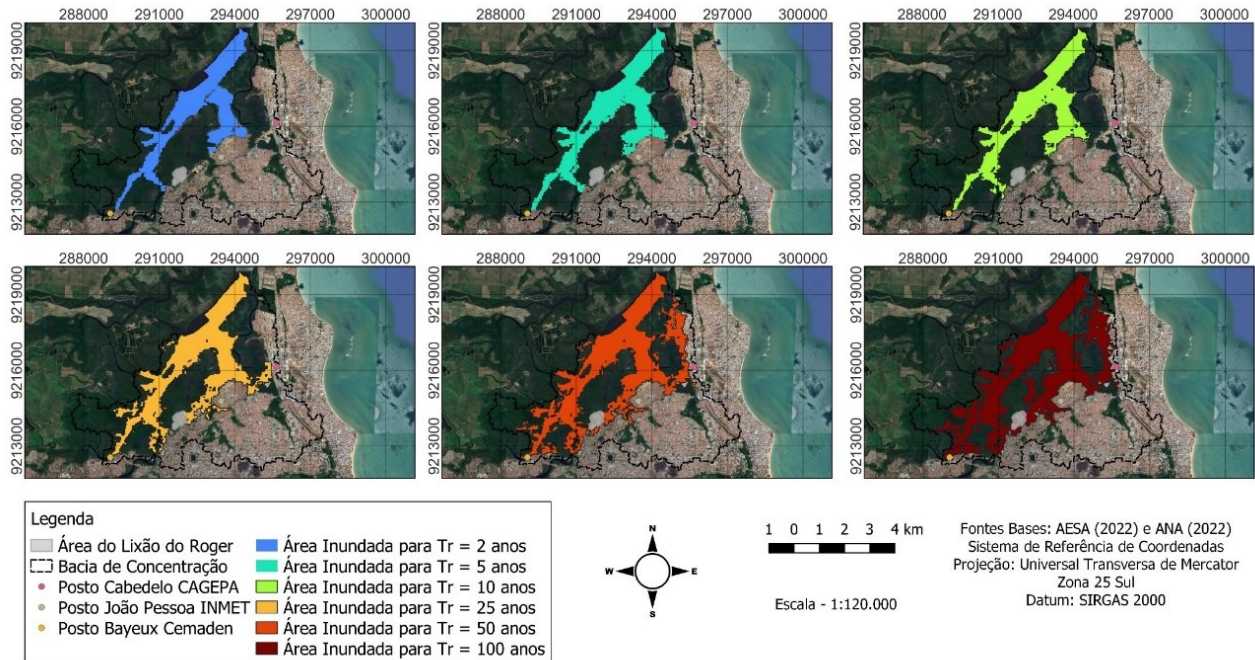 288000 291000 294000 297000 300000
288000 291000 294000 297000 300000
288000 291000 294000 297000 300000
9219000
9216000
9213000
9219000
9216000
9213000
9219000
9216000
9213000
288000 291000 294000 297000 300000
288000 291000 294000 297000 300000
288000 291000 294000 297000 300000
9219000
9216000
9213000
9219000
9216000
9213000
9219000
9216000
9213000
Legenda
Área do Lixão do Roger
Bacia de Concentração
Posto Cabedelo CAGEPA
Posto João Pessoa INMET
Posto Bayeux Cemaden
Área Inundada para Tr = 2 anos
Área Inundada para Tr = 5 anos
Área Inundada para Tr = 10 anos
Área Inundada para Tr = 25 anos
Área Inundada para Tr = 50 anos
Área Inundada para Tr = 100 anos
N
W E
S
1 0 1 2 3 4 km
Escala - 1:120.000
Fontes Bases: AESA (2022) e ANA (2022)
Sistema de Referência de Coordenadas
Projeção: Universal Transversa de Mercator
Zona 25 Sul
Datum: SIRGAS 2000